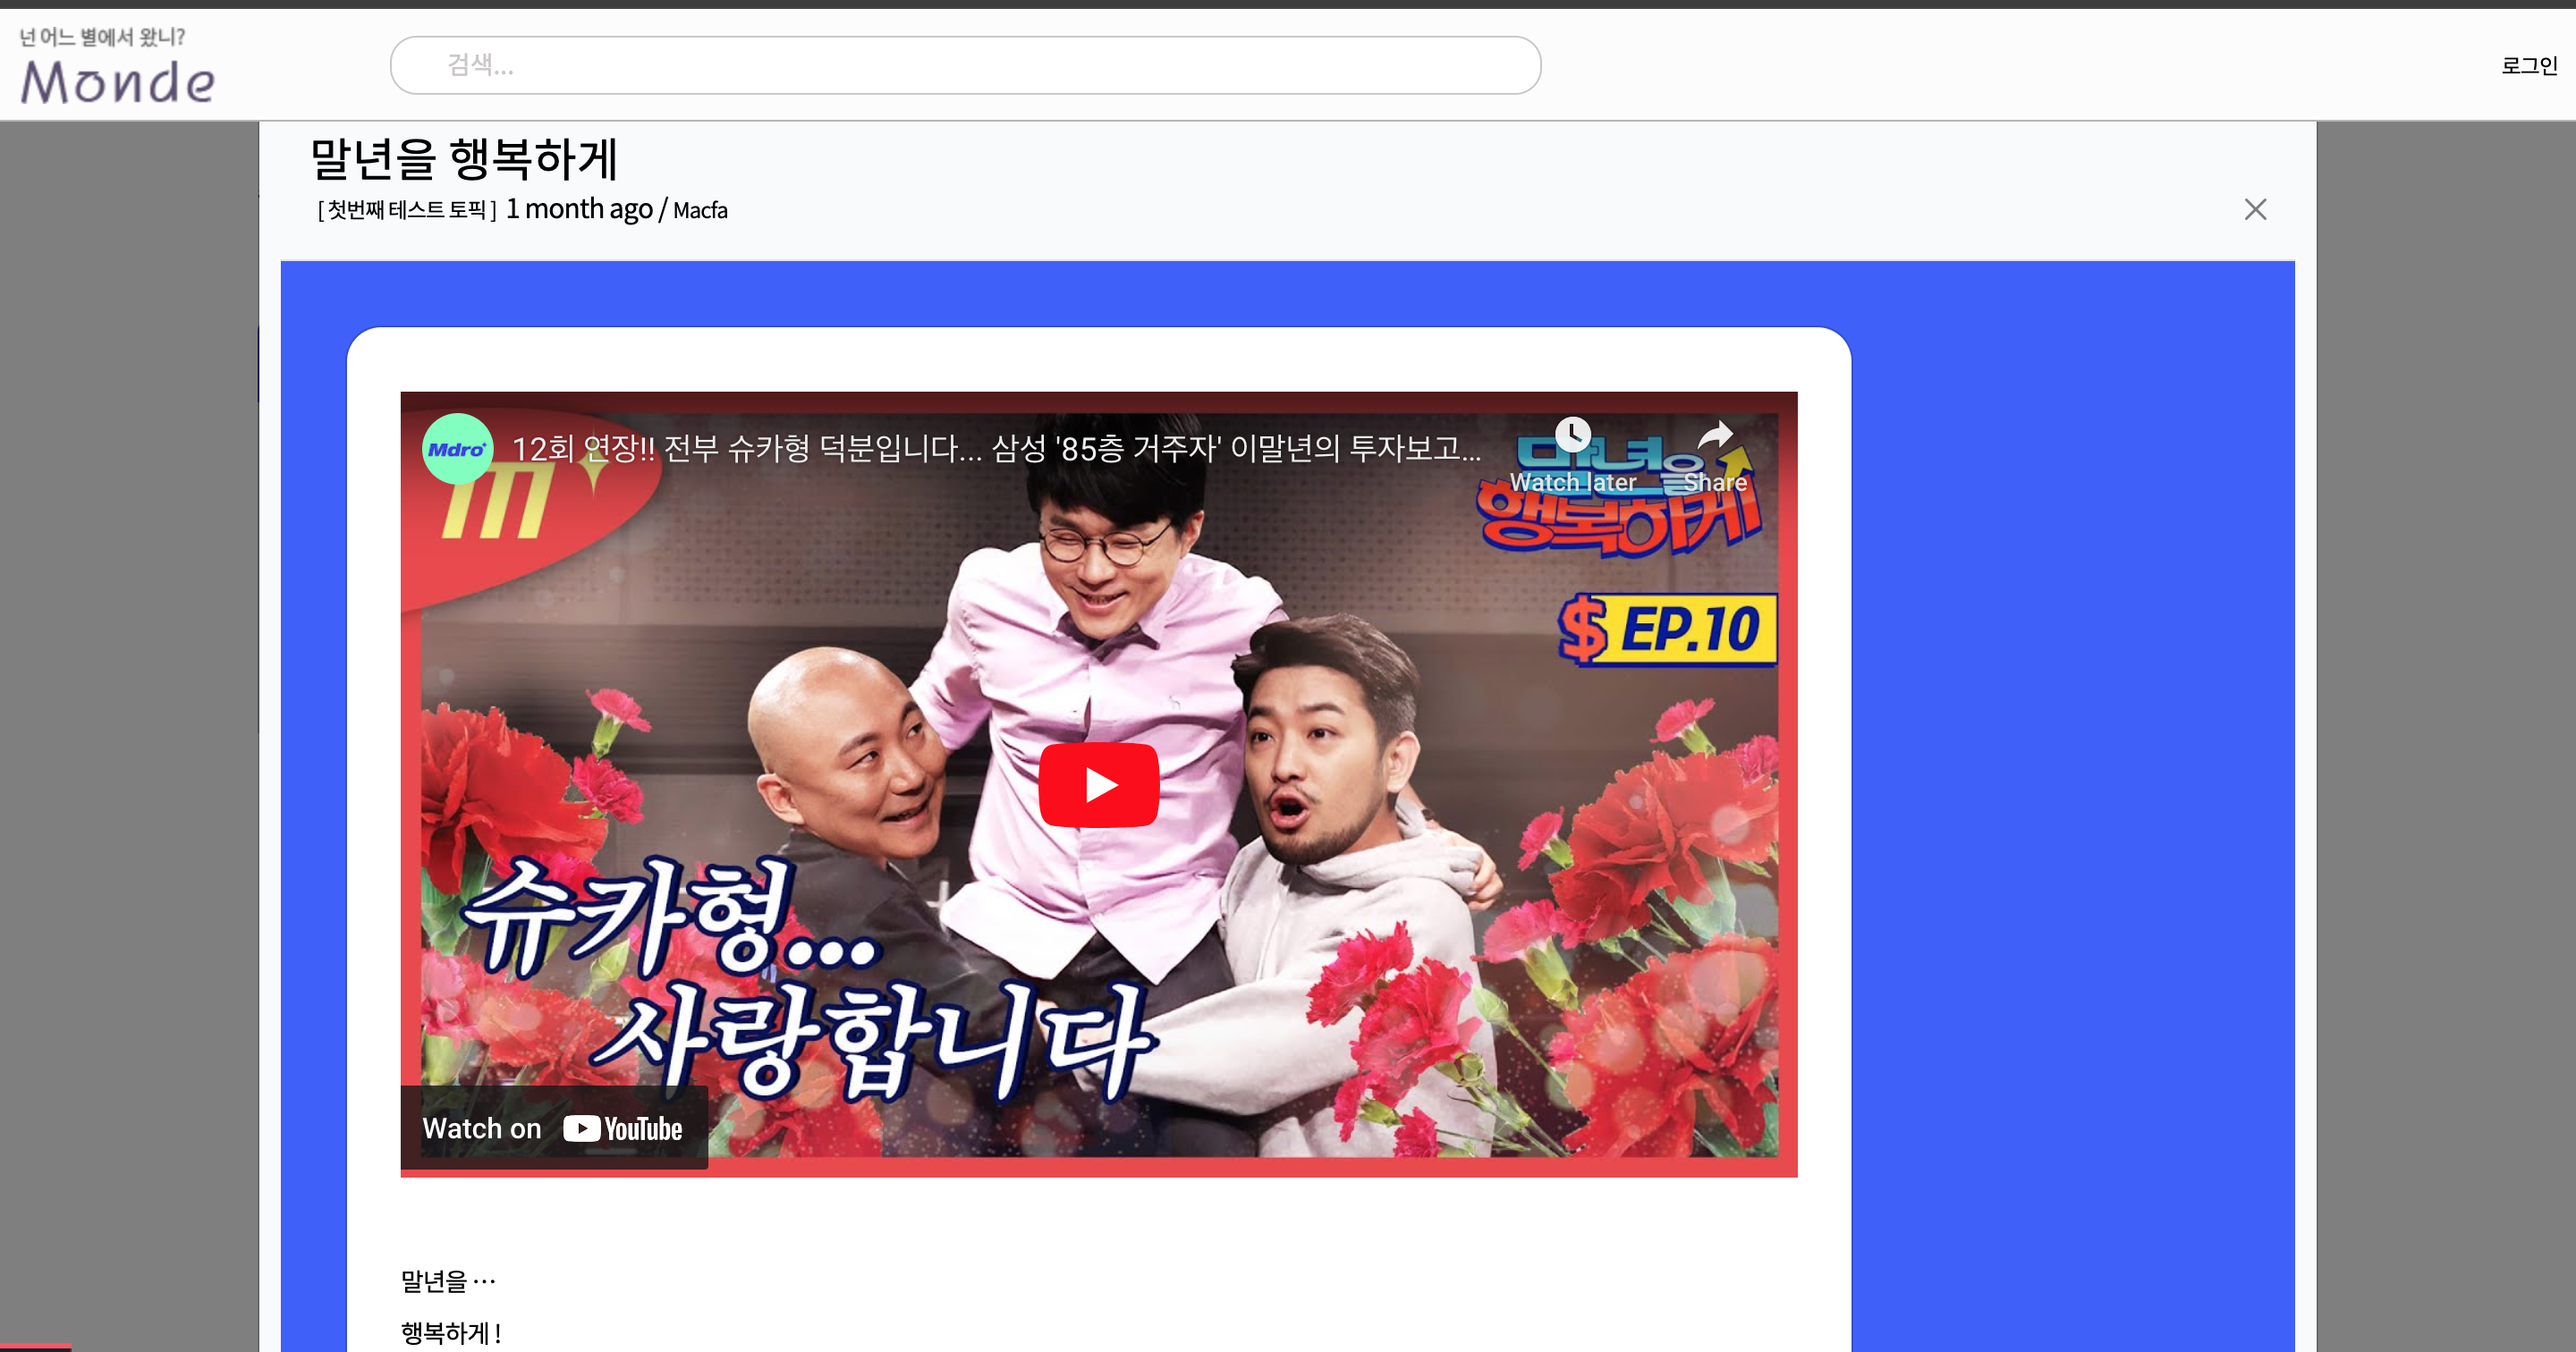 넌 어느 별에서 왔니?
Monde
검색...
로그인
말년을 행복하게
[ 첫번째 테스트 토픽 ] 1 month ago / Macfa
Mdro+
12회 연장!! 전부 슈카형 덕분입니다... 삼성 '85층 거주자' 이말년의 투자보고...
Watch later
Share
m
말년을
행복하게
$ EP.10
슈카형...
사랑합니다
Watch on YouTube
말년을 ···
행복하게 !